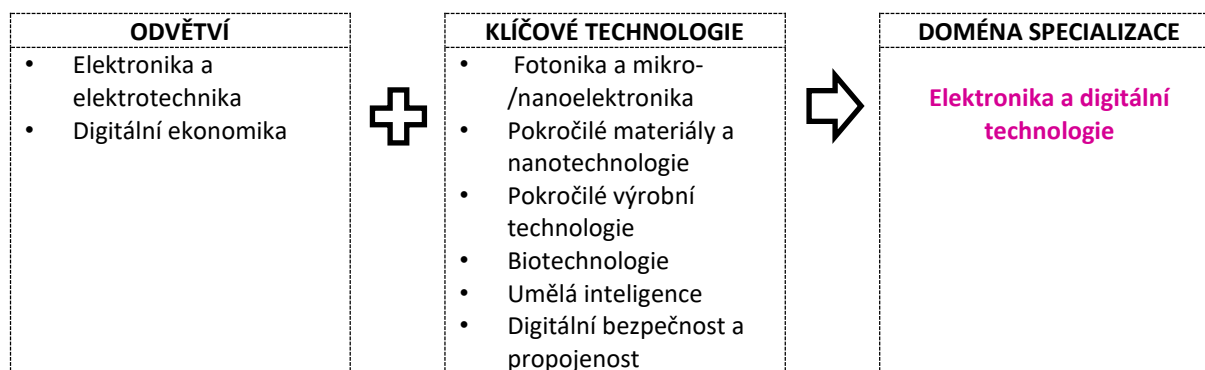 ODVĚTVÍ
• Elektronika a
elektrotechnika
• Digitální ekonomika
KLÍČOVÉ TECHNOLOGIE
• Fotonika a mikro-
/nanoelektronika
• Pokročilé materiály a
nanotechnologie
• Pokročilé výrobní
technologie
• Biotechnologie
• Umělá inteligence
• Digitální bezpečnost a
propojenost
DOMÉNA SPECIALIZACE
Elektronika a digitální
technologie